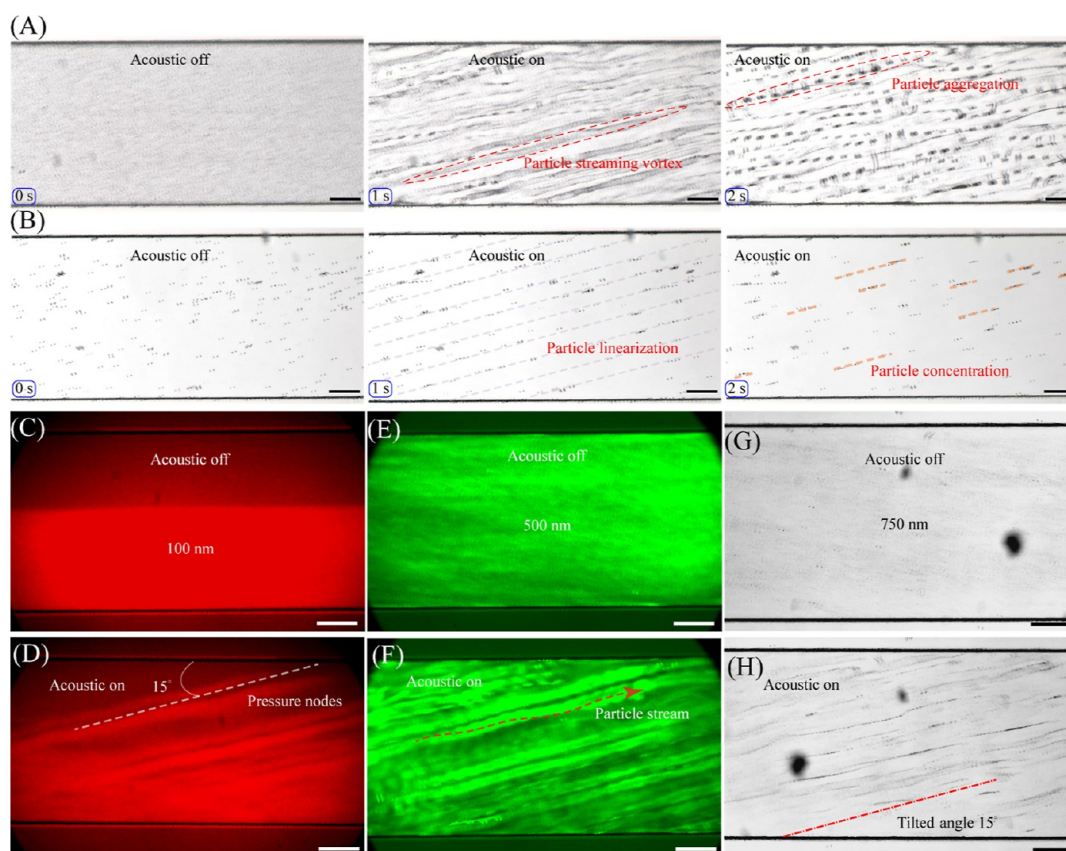 (A)
Acoustic off
0 s
Acoustic on
Particle streaming vortex
1 s
Acoustic on
Particle aggregation
2 s
(B)
Acoustic off
0 s
Acoustic on
Particle linearization
1 s
Acoustic on
Particle concentration
2 s
(C)
Acoustic off
100 nm
(E)
Acoustic off
500 nm
(G)
Acoustic off
750 nm
(D)
Acoustic on
15°
Pressure nodes
(F)
Acoustic on
Particle stream
(H)
Acoustic on
Tilted angle 15°